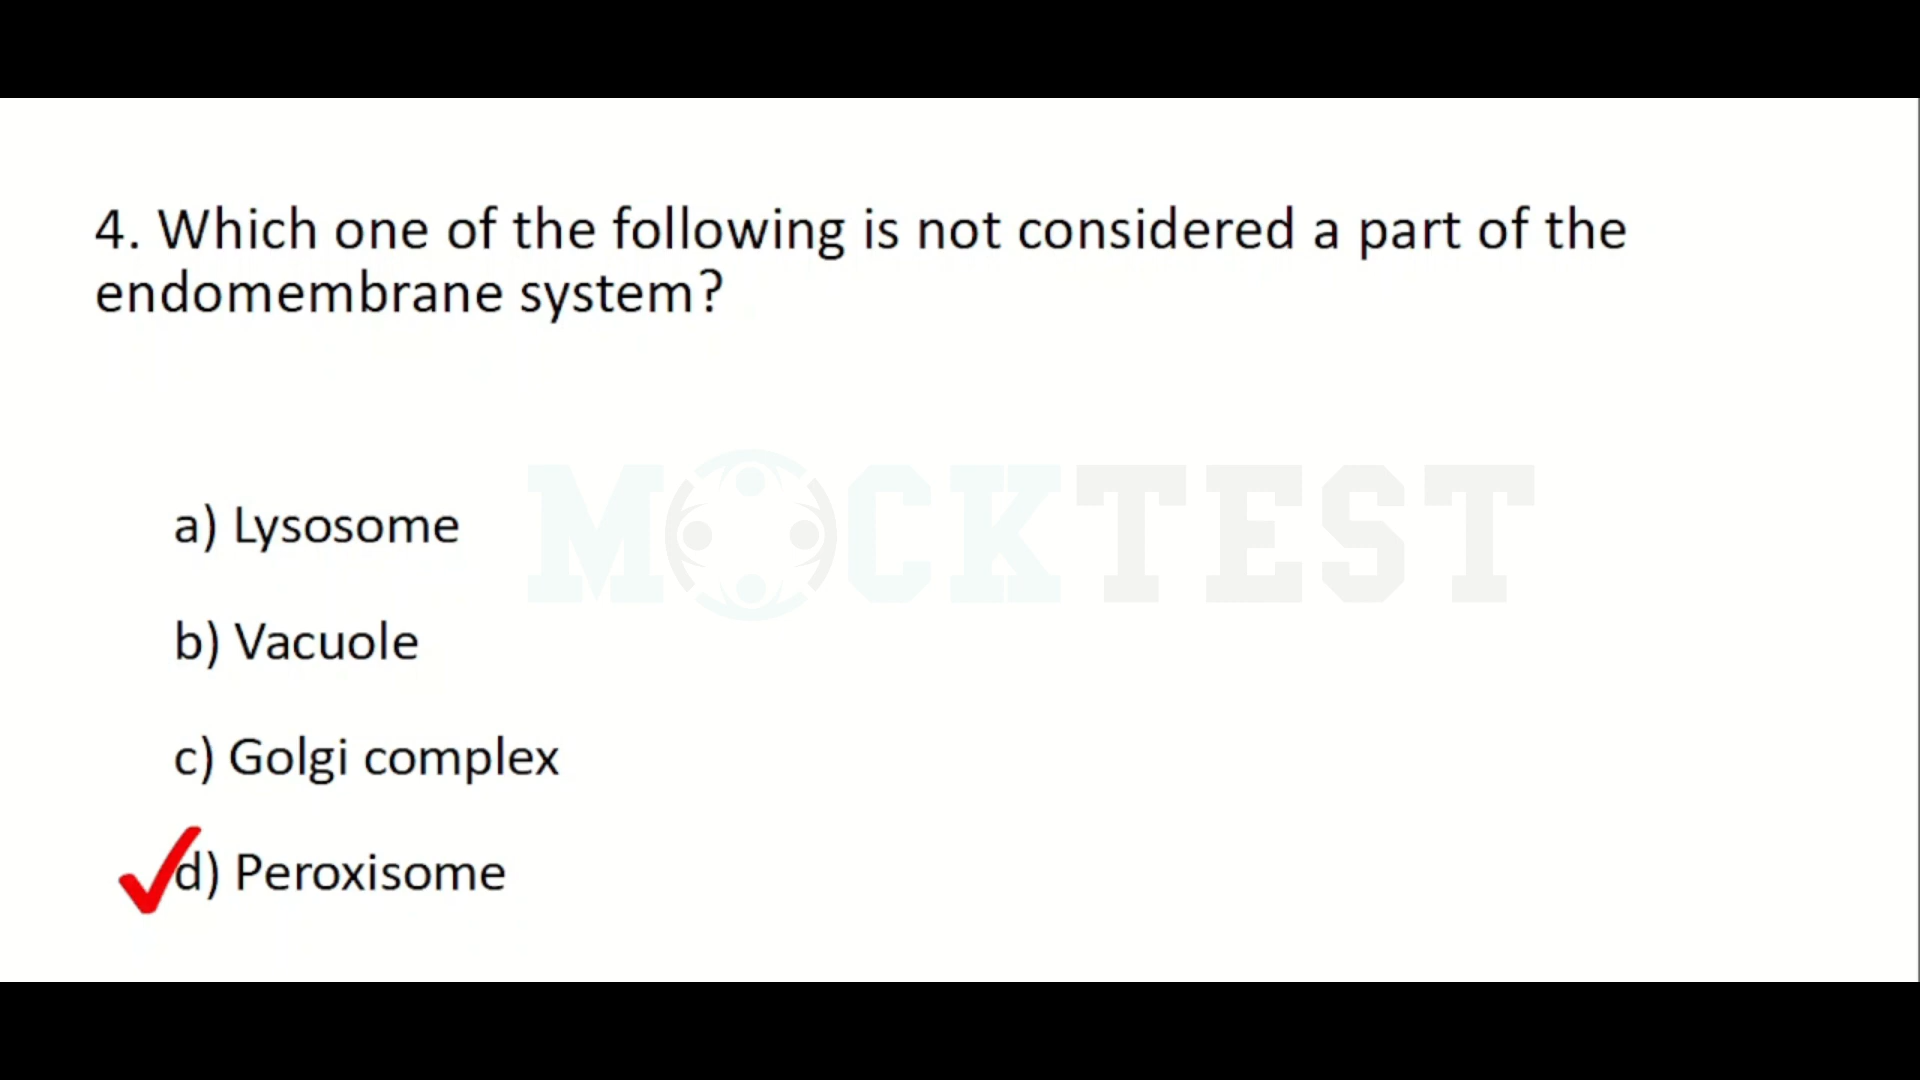 4. Which one of the following is not considered a part of the
endomembrane system?
MOCKTEST
a) Lysosome
b) Vacuole
c) Golgi complex
d) Peroxisome